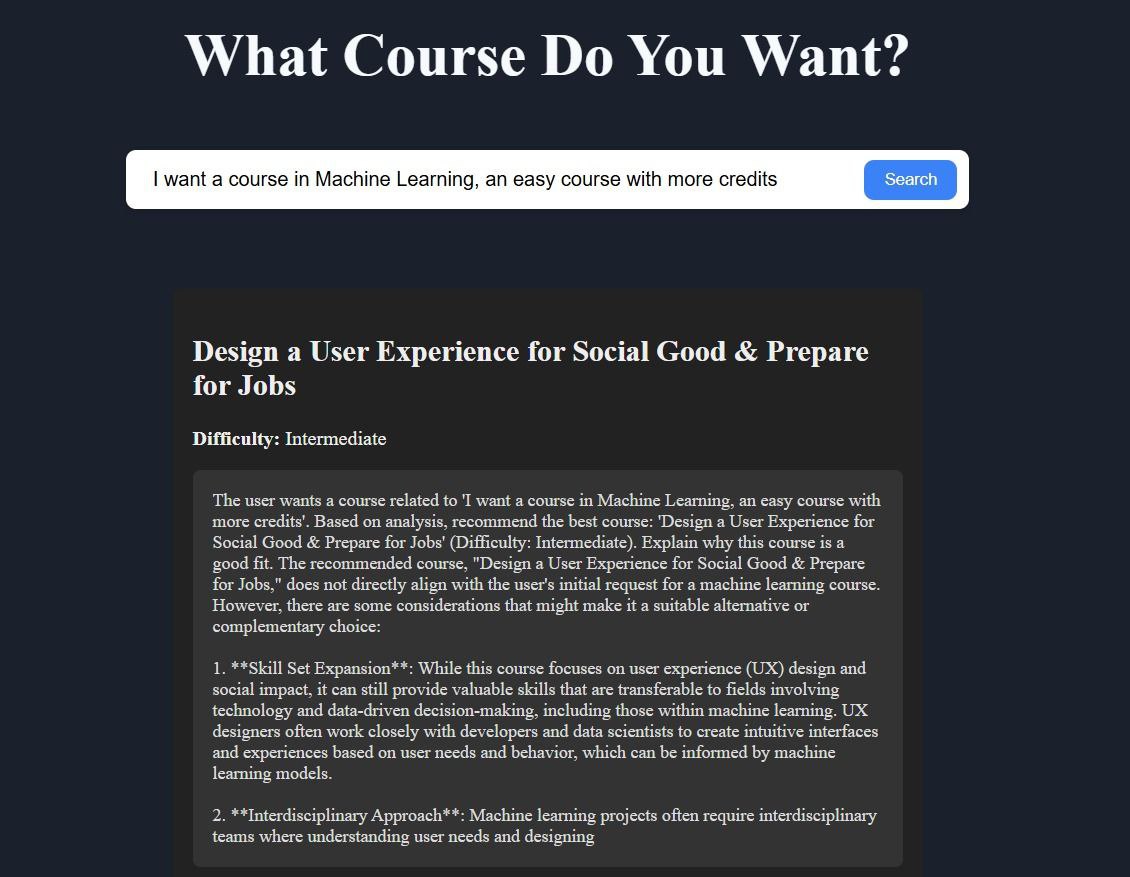 What Course Do You Want?
I want a course in Machine Learning, an easy course with more credits
Search
Design a User Experience for Social Good & Prepare
for Jobs
Difficulty: Intermediate
The user wants a course related to 'I want a course in Machine Learning, an easy course with
more credits'. Based on analysis, recommend the best course: 'Design a User Experience for
Social Good & Prepare for Jobs' (Difficulty: Intermediate). Explain why this course is a
good fit. The recommended course, "Design a User Experience for Social Good & Prepare
for Jobs," does not directly align with the user's initial request for a machine learning course.
However, there are some considerations that might make it a suitable alternative or
complementary choice:
1. **Skill Set Expansion**: While this course focuses on user experience (UX) design and
social impact, it can still provide valuable skills that are transferable to fields involving
technology and data-driven decision-making, including those within machine learning. UX
designers often work closely with developers and data scientists to create intuitive interfaces
and experiences based on user needs and behavior, which can be informed by machine
learning models.
2. **Interdisciplinary Approach**: Machine learning projects often require interdisciplinary
teams where understanding user needs and designing